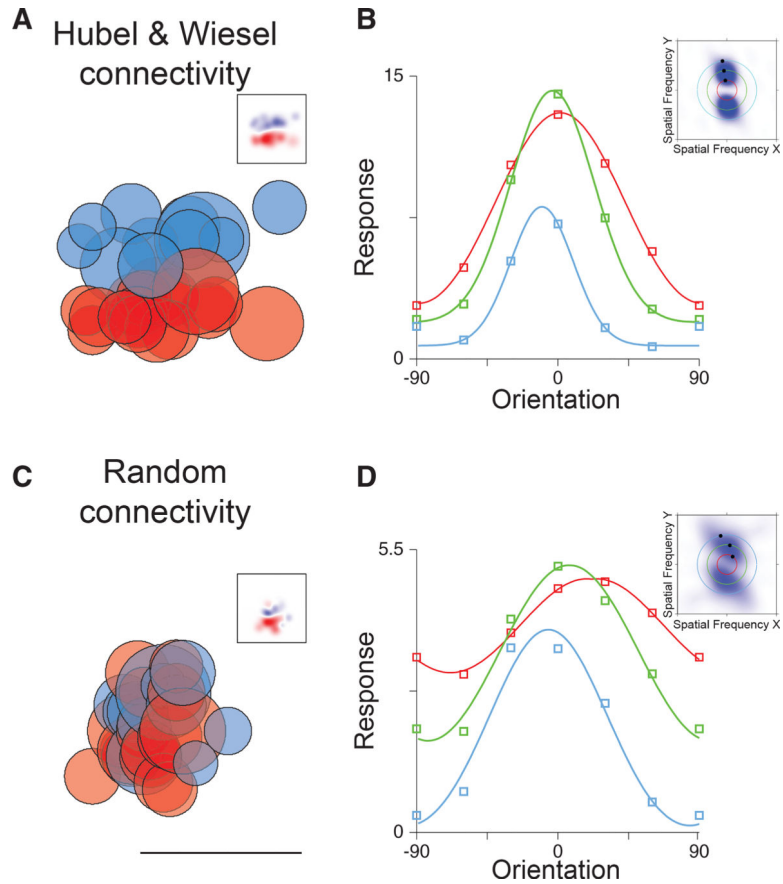 A
Hubel & Wiesel
connectivity
B
15
Response
0
-90
0
90
Orientation
Spatial Frequency Y
Spatial Frequency X
C
Random
connectivity
D
5.5
Response
0
-90
0
90
Orientation
Spatial Frequency Y
Spatial Frequency X